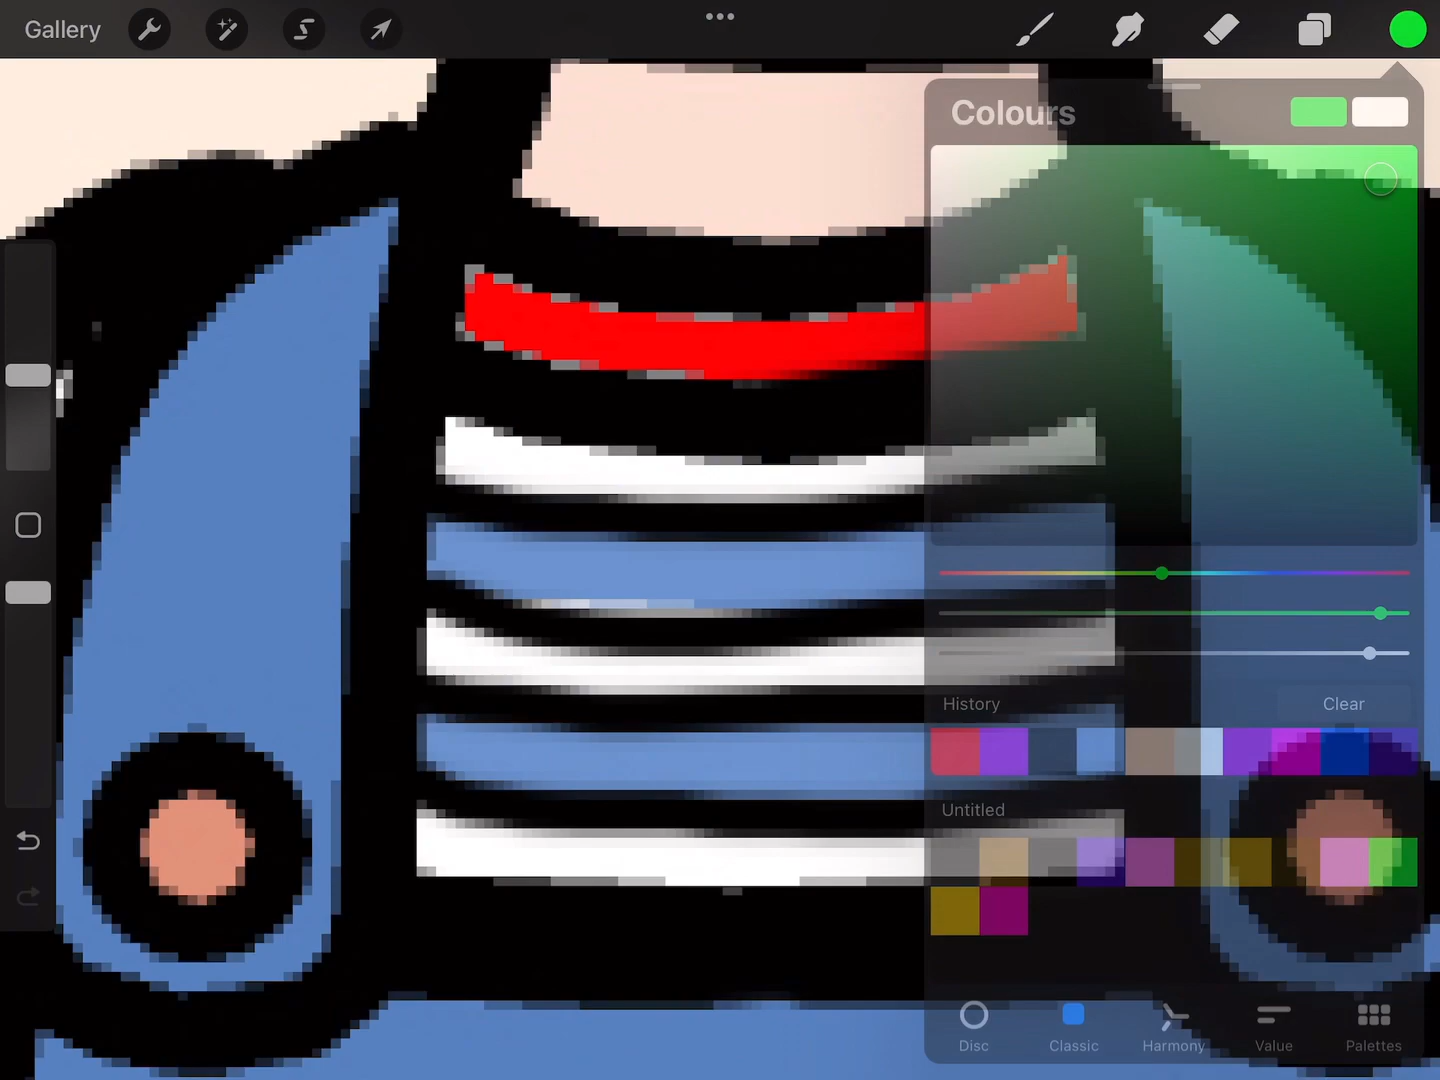 Gallery
Colours
History
Clear
Untitled
Disc
Classic
Harmony
Value
Palettes